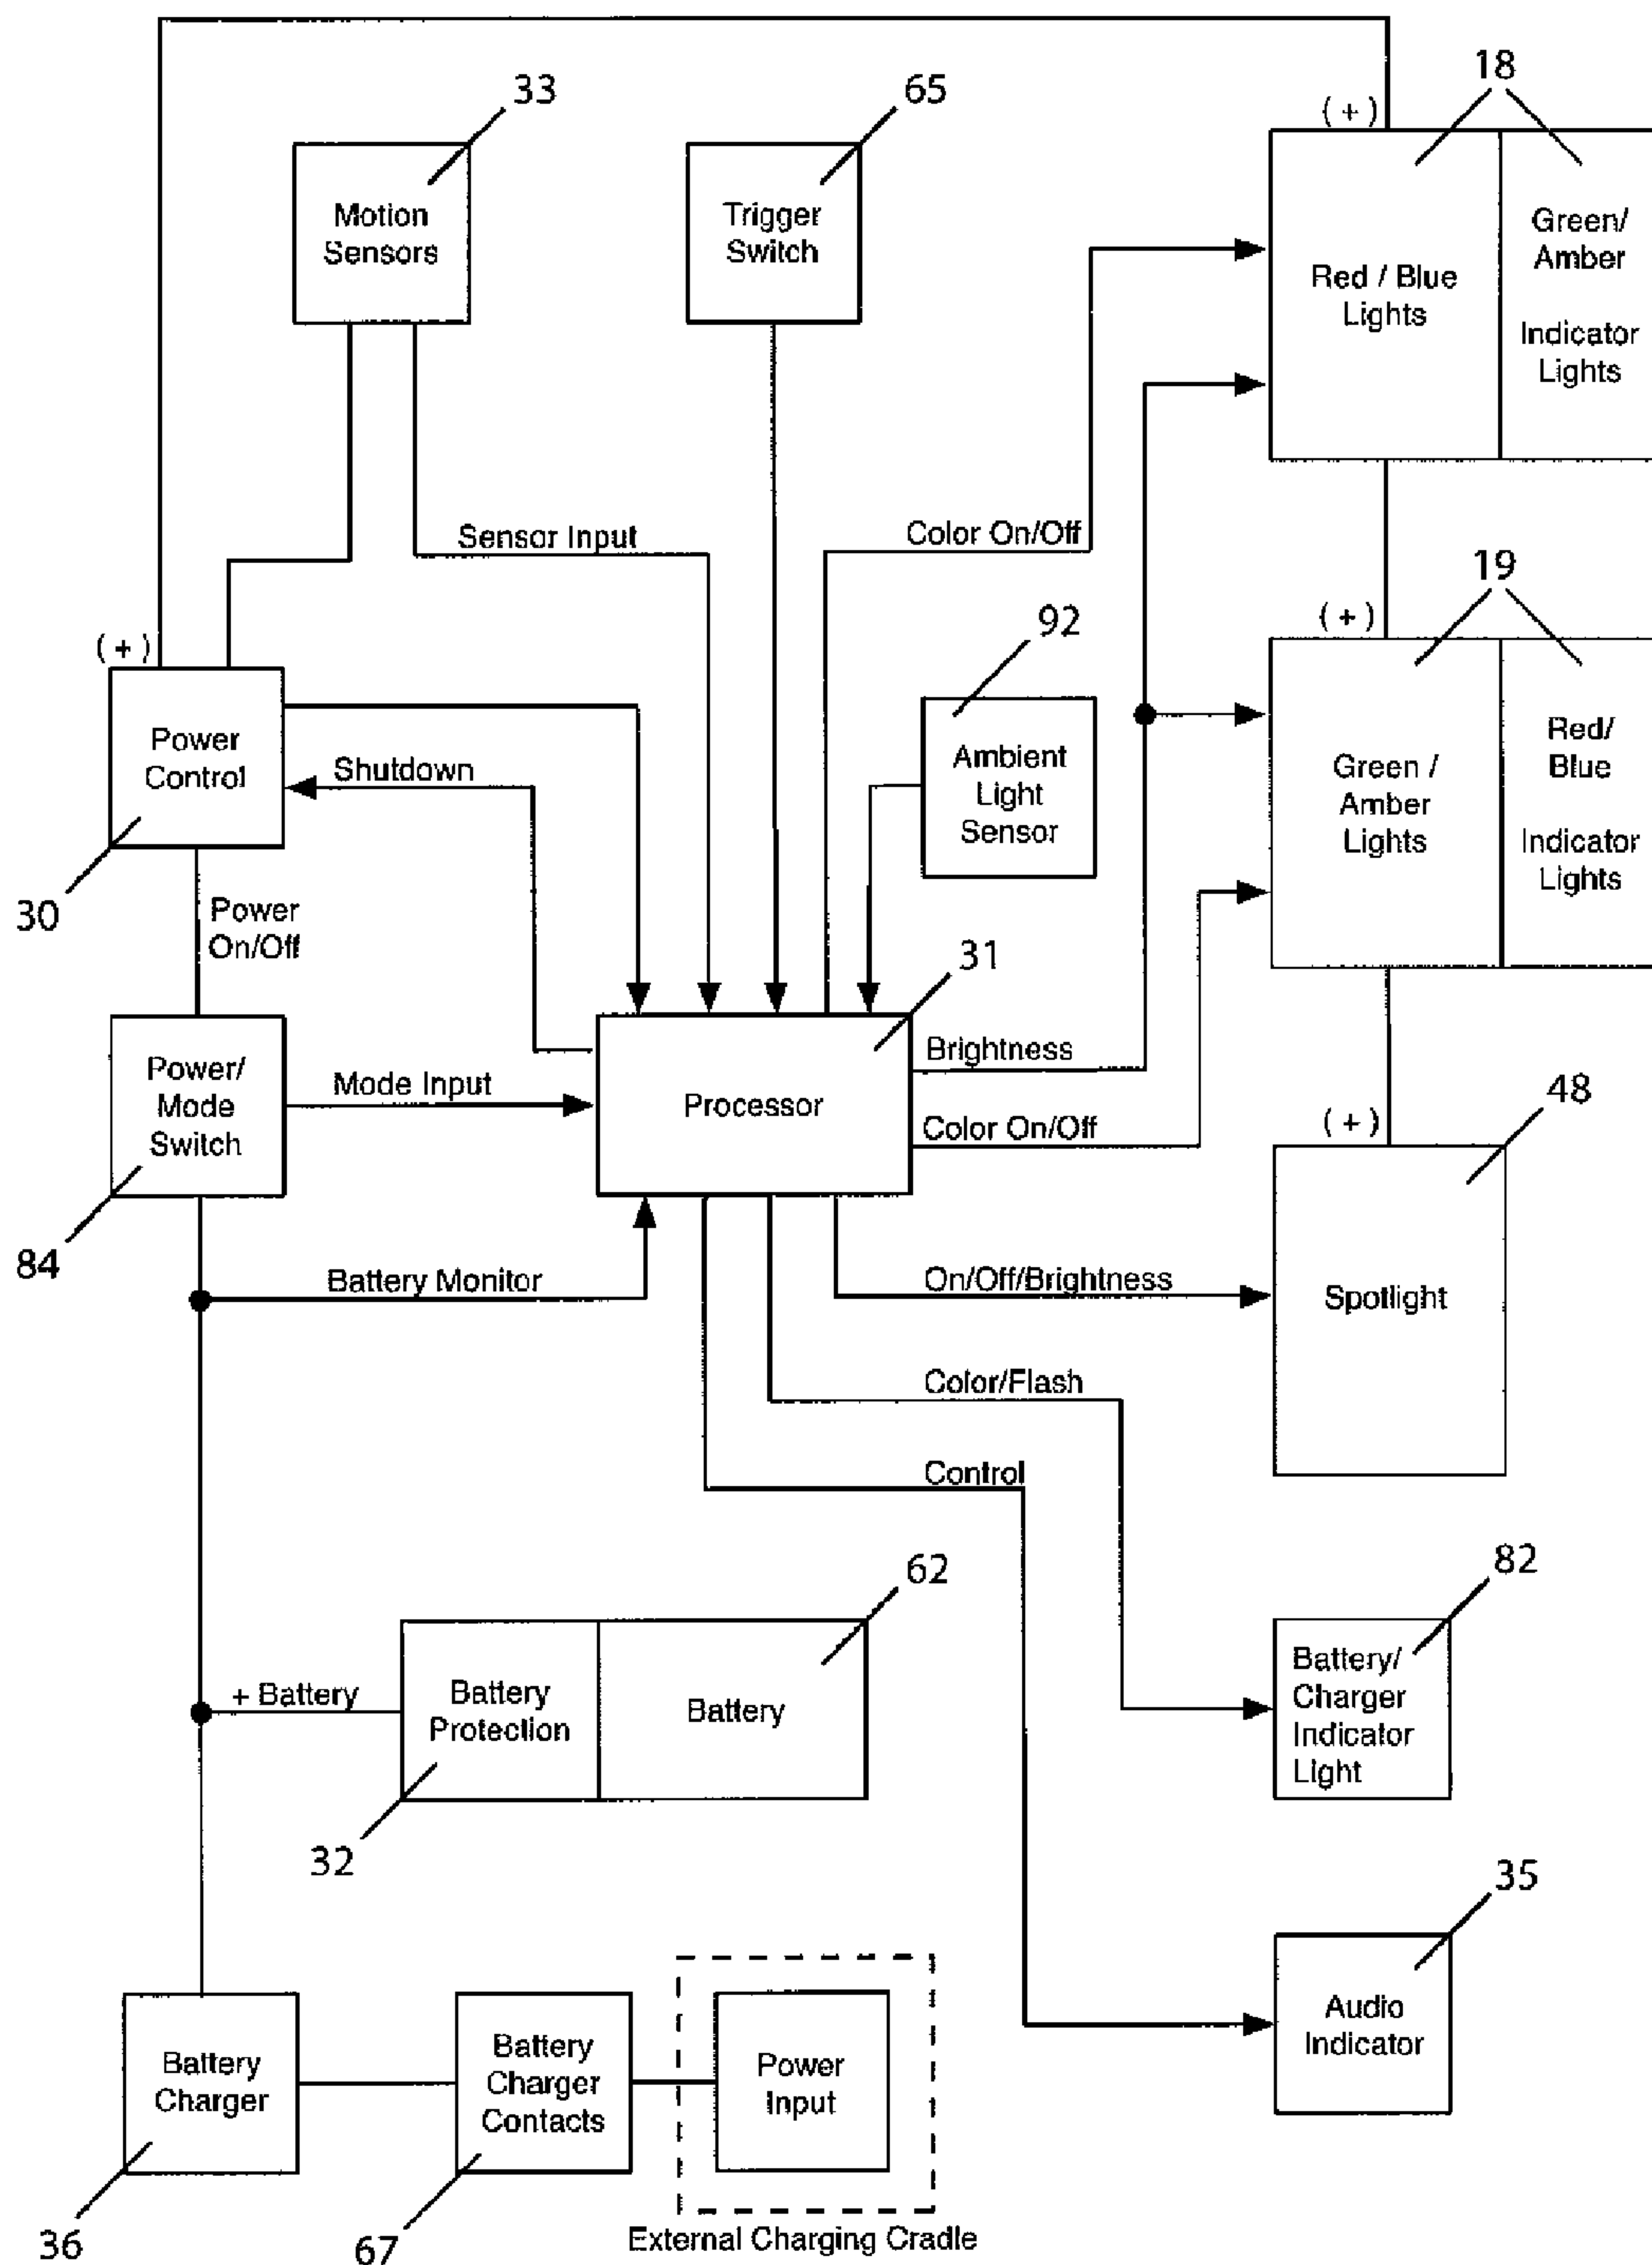 18
33
65
(+)
Motion
Sensors
Trigger
Switch
Red / Blue
Lights
Green/
Amber
Indicator
Lights
Sensor Input
Color On/Off
19
92
(+)
(+)
Power
Control
Shutdown
Ambient
Light
Sensor
Green /
Amber
Lights
Red/
Blue
Indicator
Lights
30
Power
On/Off
31
Power/
Mode
Switch
Mode Input
Processor
Brightness
Color On/Off
(+)
48
84
Battery Monitor
On/Off/Brightness
Spotlight
Color/Flash
Control
62
82
+ Battery
Battery
Protection
Battery
Battery/
Charger
Indicator
Light
32
35
Battery
Charger
Battery
Charger
Contacts
Power
Input
Audio
Indicator
36
67
External Charging Cradle